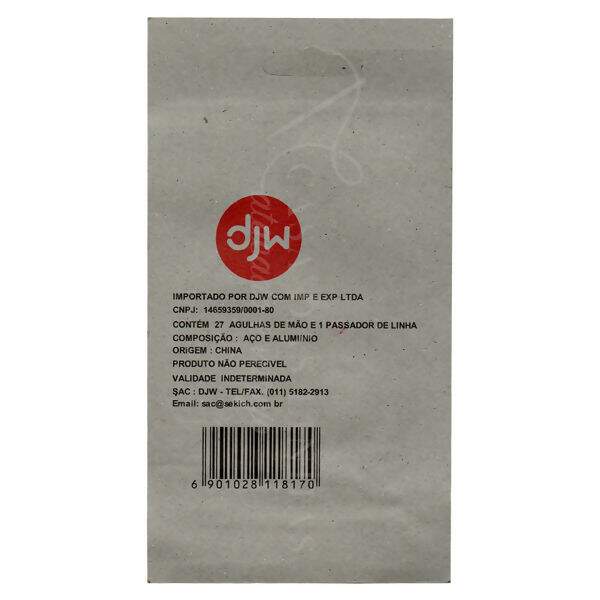 djw
IMPORTADO POR DJW COM IMP E EXP LTDA
CNPJ: 14659359/0001-80
CONTÉM 27 AGULHAS DE MÃO E 1 PASSADOR DE LINHA
COMPOSIÇÃO : AÇO E ALUMINIO
ORIGEM : CHINA
PRODUTO NÃO PERECIVEL
VALIDADE INDETERMINADA
SAC : DJW - TEL/FAX. (011) 5182-2913
Email: sac@sekich.com.br
6 901028 118170